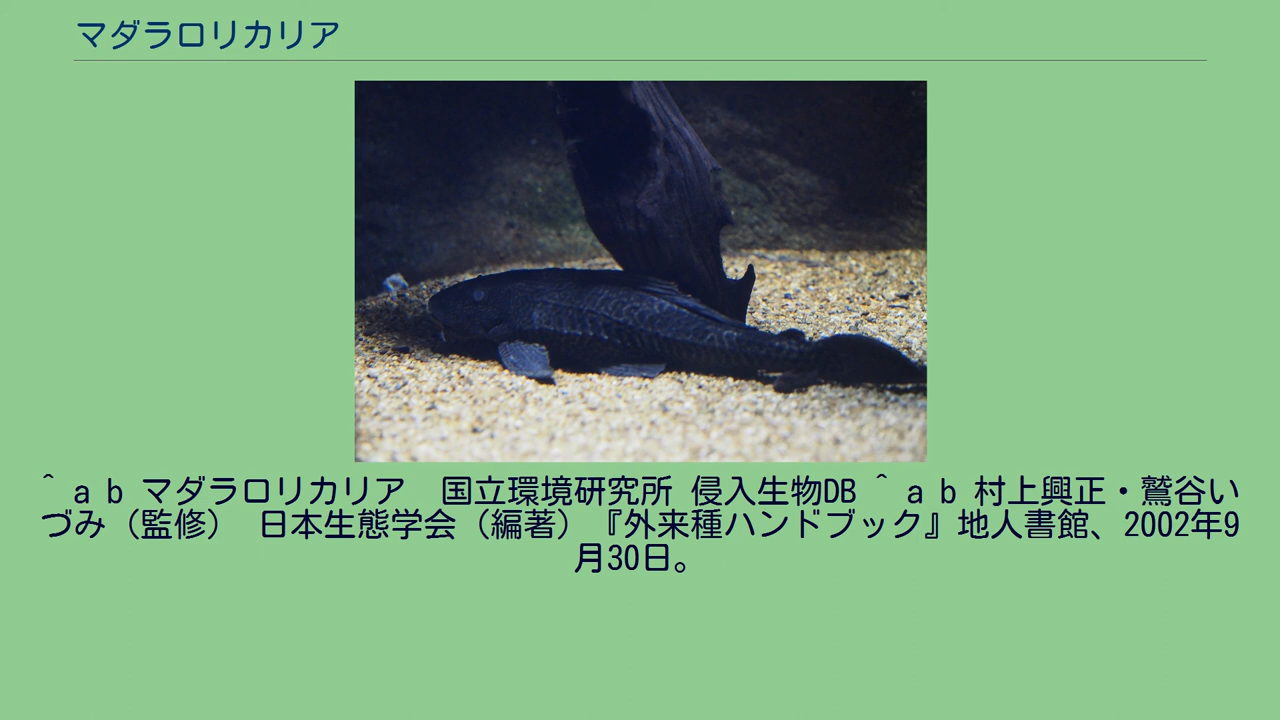 マダラロリカリア
^ a b マダラロリカリア　国立環境研究所 侵入生物DB ^ a b 村上興正・鷲谷い
づみ（監修）　日本生態学会（編著）『外来種ハンドブック』地人書館、2002年9
月30日。